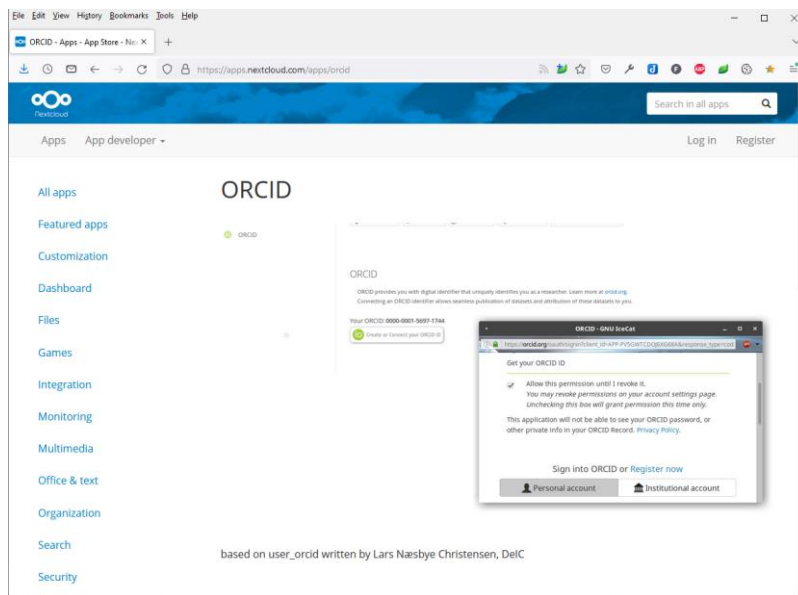 File Edit View History Bookmarks Tools Help
ORCID - Apps - App Store - Nex
https://apps.nextcloud.com/apps/orcid
Nextcloud
Search in all apps
Apps App developer
Log in Register
All apps
Featured apps
Customization
Dashboard
Files
Games
Integration
Monitoring
Multimedia
Office & text
Organization
Search
Security
ORCID
ORCID
ORCID
ORCID provides you with digital identifier that uniquely identifies you as a researcher. Learn more at orcid.org
Connecting an ORCID identifier allows seamless publication of datasets and attribution of these datasets to you.
Your ORCID: 0000-0001-5697-1744
Create or Connect your ORCID iD
ORCID - GNU IceCat
https://orcid.org/oauth/signin?client_id=
Get your ORCID iD
Allow this permission until I revoke it.
You may revoke permissions on your account settings page.
Unchecking this box will grant permission this time only.
This application will not be able to see your ORCID password, or
other private info in your ORCID Record. Privacy Policy.
Sign into ORCID or Register now
Personal account Institutional account
based on user_orcid written by Lars Næsbye Christensen, DeIC